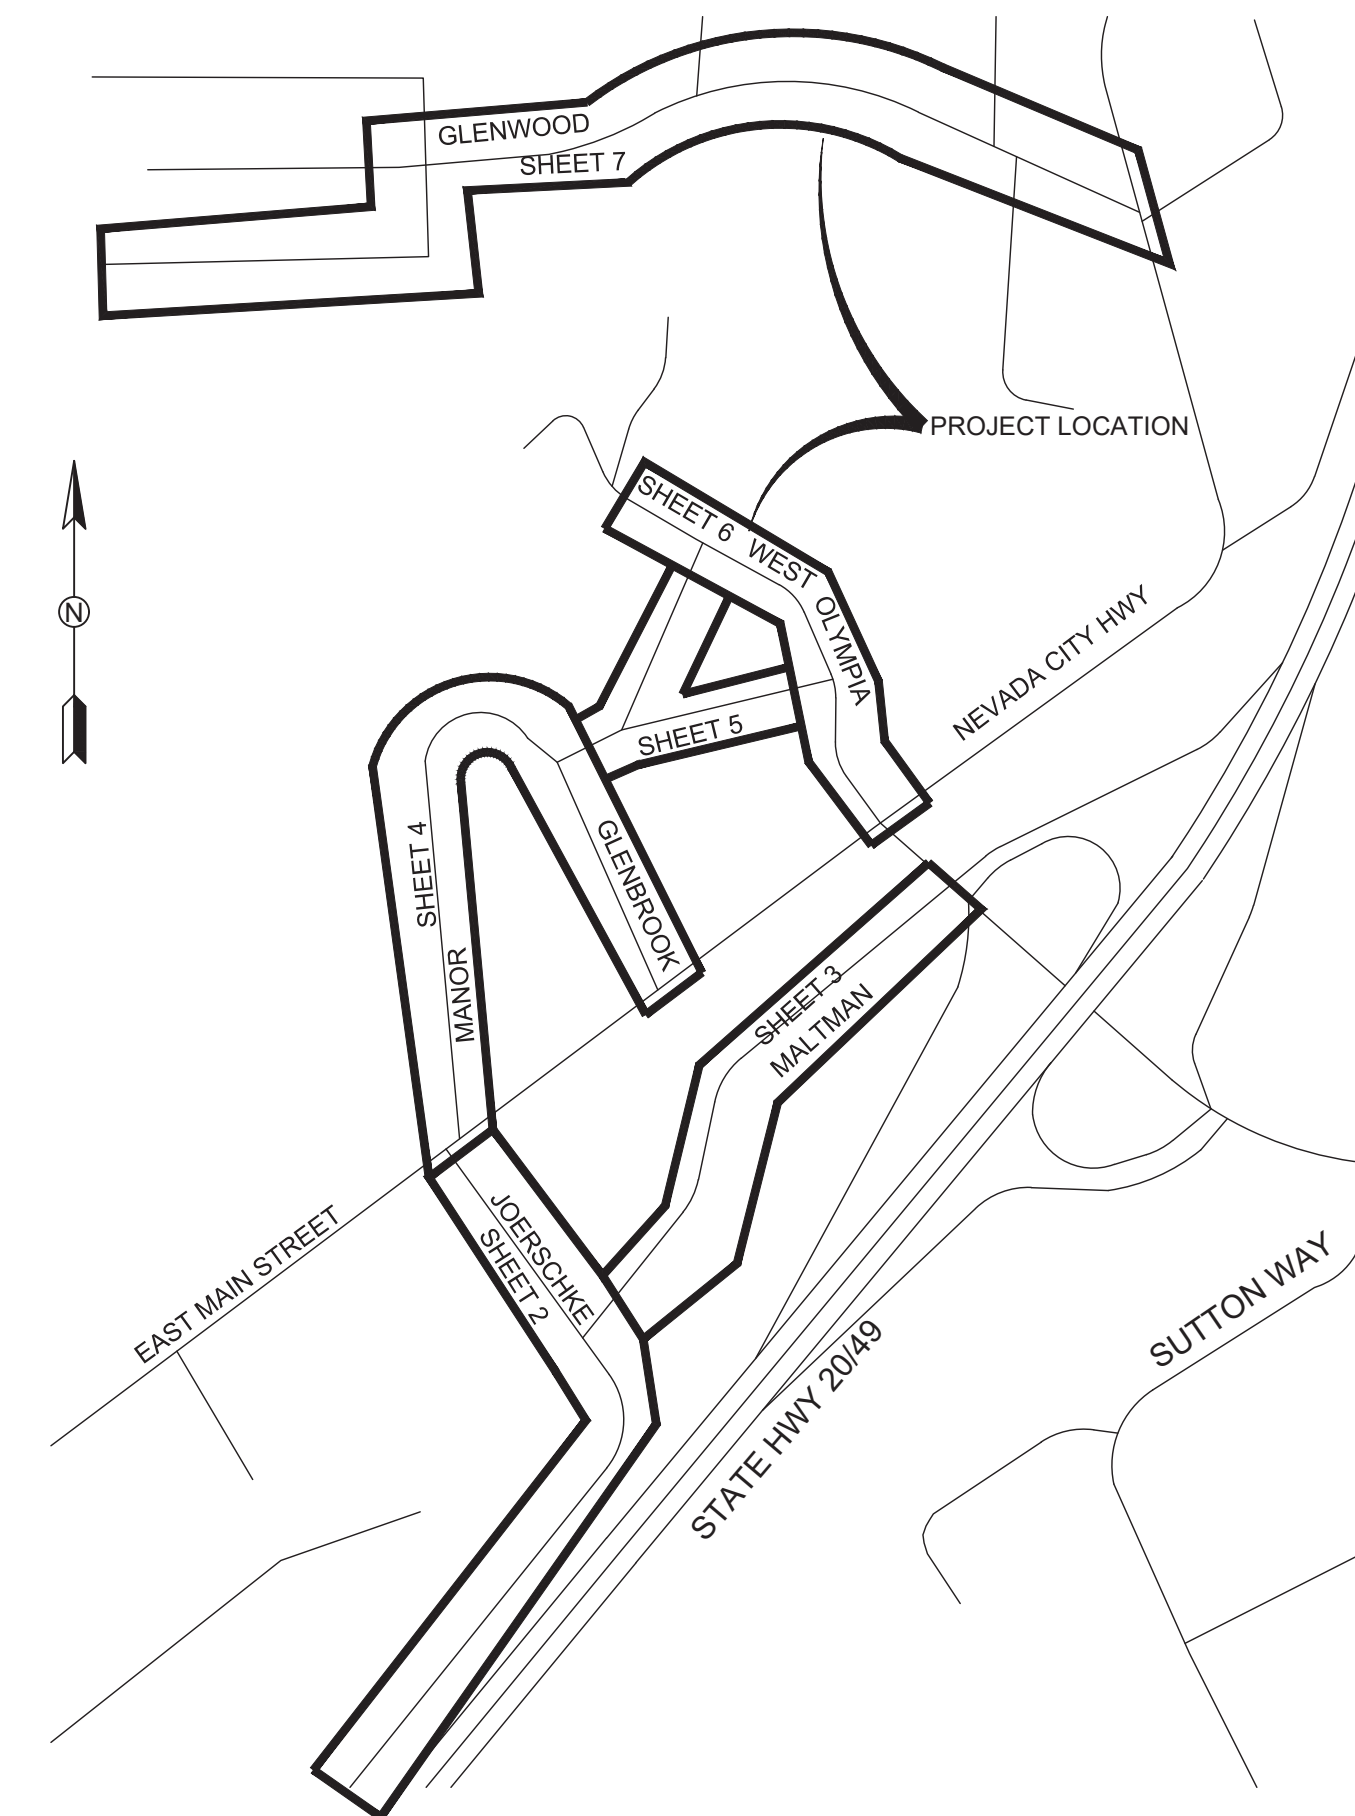 GLENWOOD
SHEET 7
PROJECT LOCATION
SHEET 6 WEST OLYMPIA
N
NEVADA CITY HWY
SHEET 5
SHEET 4
MANOR
GLENBROOK
SHEET 3
MALTMAN
JOERSCHKE
SHEET 2
EAST MAIN STREET
SUTTON WAY
STATE HWY 20/49